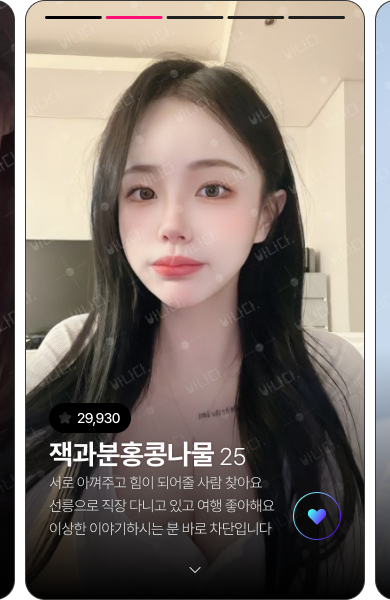 29,930
잭과분홍콩나물 25
서로 아껴주고 힘이 되어줄 사람 찾아요
선릉으로 직장 다니고 있고 여행 좋아해요
이상한 이야기하시는 분 바로 차단입니다